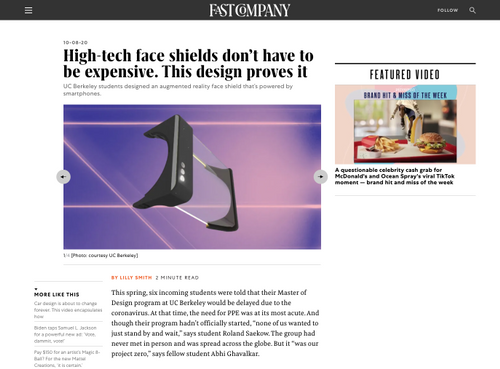 FAST COMPANY
FOLLOW
10-08-20
High-tech face shields don't have to
be expensive. This design proves it
UC Berkeley students designed an augmented reality face shield that's powered by
smartphones.
1/4 [Photo: courtesy UC Berkeley]
FEATURED VIDEO
BRAND HIT & MISS OF THE WEEK
A questionable celebrity cash grab for
McDonald's and Ocean Spray's viral TikTok
moment — brand hit and miss of the week
MORE LIKE THIS
Car design is about to change
forever. This video encapsulates
how
Biden taps Samuel L. Jackson
for a powerful new ad: 'Vote,
dammit, vote!'
Pay $150 for an artist's Magic 8-
Ball? For the new Mattel
Creations, 'it is certain'
BY LILLY SMITH 2 MINUTE READ
This spring, six incoming students were told that their Master of
Design program at UC Berkeley would be delayed due to the
coronavirus. At that time, the need for PPE was at its most acute. And
though their program hadn't officially started, "none of us wanted to
just stand by and wait," says student Roland Saekow. The group had
never met in person and was spread across the globe. But it "was our
project zero," says fellow student Abhi Ghavalkar.